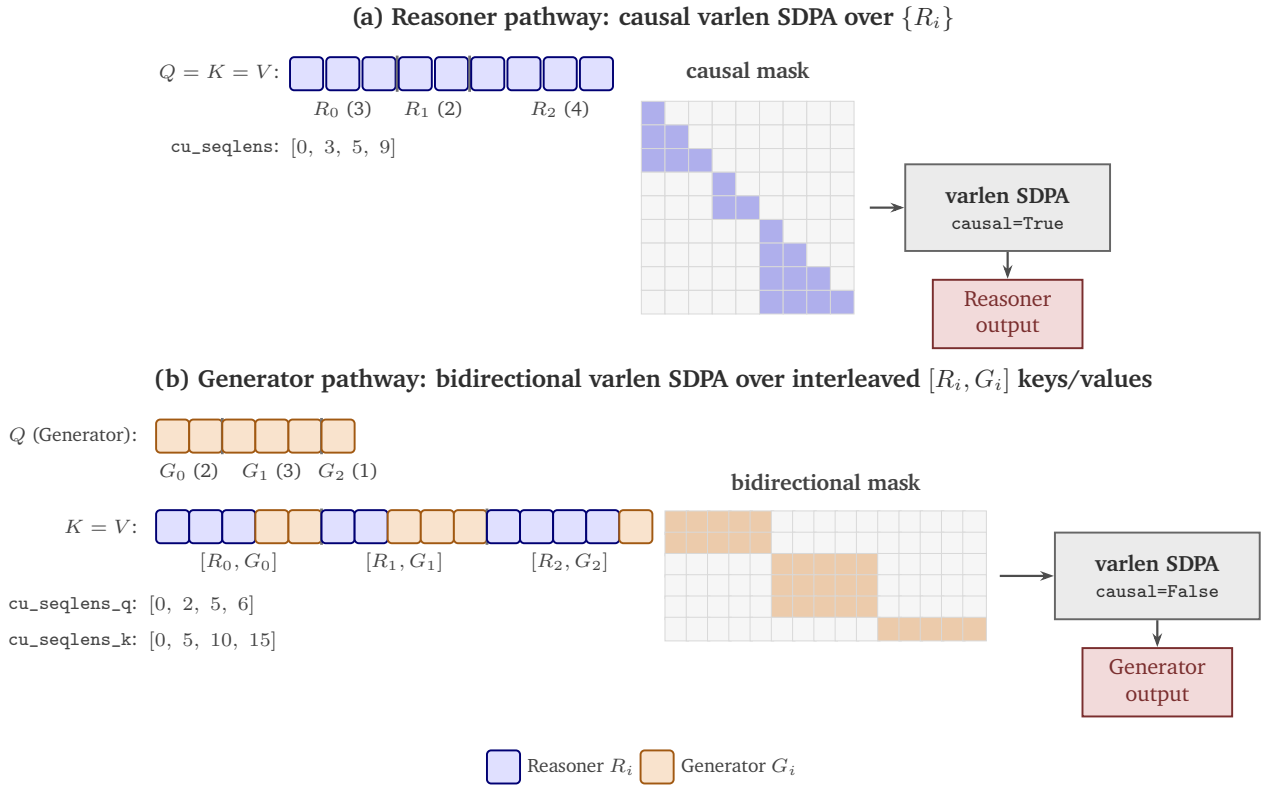 (a) Reasoner pathway: causal varlen SDPA over {R_i}
Q = K = V:
R_0 (3) R_1 (2) R_2 (4)
cu_seqlens: [0, 3, 5, 9]
causal mask
varlen SDPA
causal=True
Reasoner
output
(b) Generator pathway: bidirectional varlen SDPA over interleaved [R_i, G_i] keys/values
Q (Generator):
G_0 (2) G_1 (3) G_2 (1)
K = V:
[R_0, G_0] [R_1, G_1] [R_2, G_2]
cu_seqlens_q: [0, 2, 5, 6]
cu_seqlens_k: [0, 5, 10, 15]
bidirectional mask
varlen SDPA
causal=False
Generator
output
Reasoner R_i Generator G_i